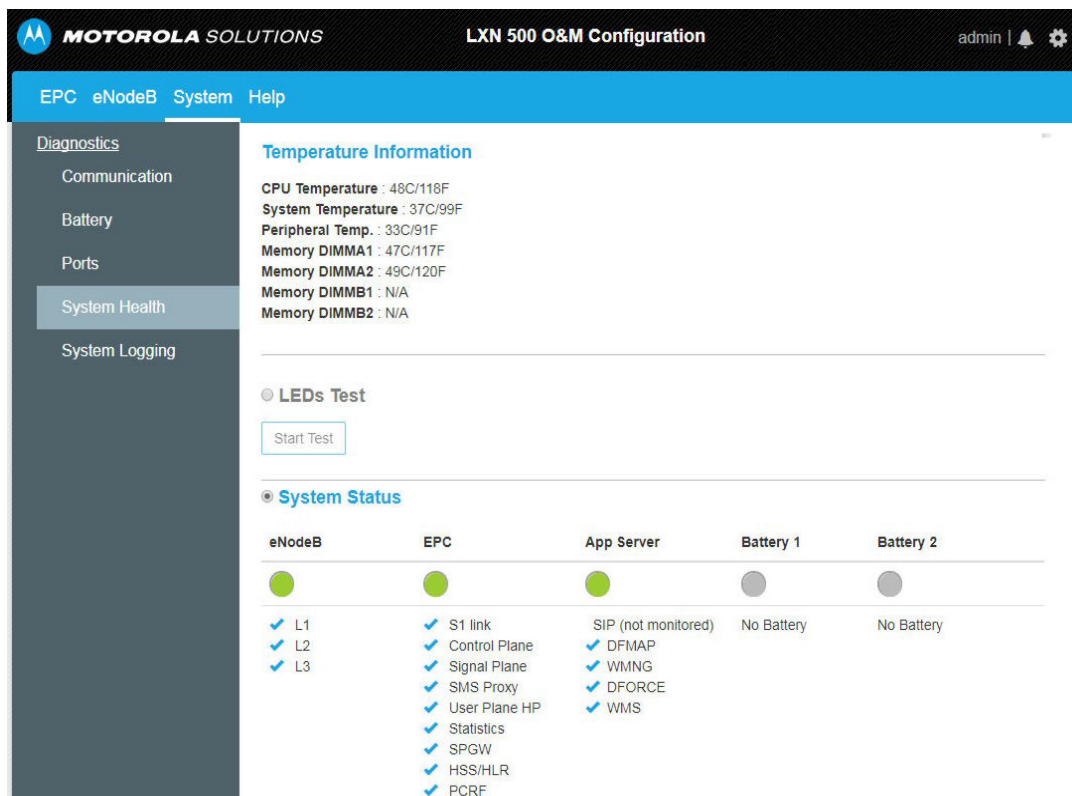 MOTOROLA SOLUTIONS
LXN 500 O&M Configuration
admin |
EPC eNodeB System Help
Diagnostics
Communication
Battery
Ports
System Health
System Logging
Temperature Information
CPU Temperature : 48C/118F
System Temperature : 37C/99F
Peripheral Temp. : 33C/91F
Memory DIMMA1 : 47C/117F
Memory DIMMA2 : 49C/120F
Memory DIMMB1 : N/A
Memory DIMMB2 : N/A
LEDs Test
Start Test
System Status
eNodeB EPC App Server Battery 1 Battery 2
L1 S1 link SIP (not monitored) No Battery No Battery
L2 Control Plane DFMAP
L3 Signal Plane WMNG
SMS Proxy DFORCE
User Plane HP WMS
Statistics
SPGW
HSS/HLR
PCRF